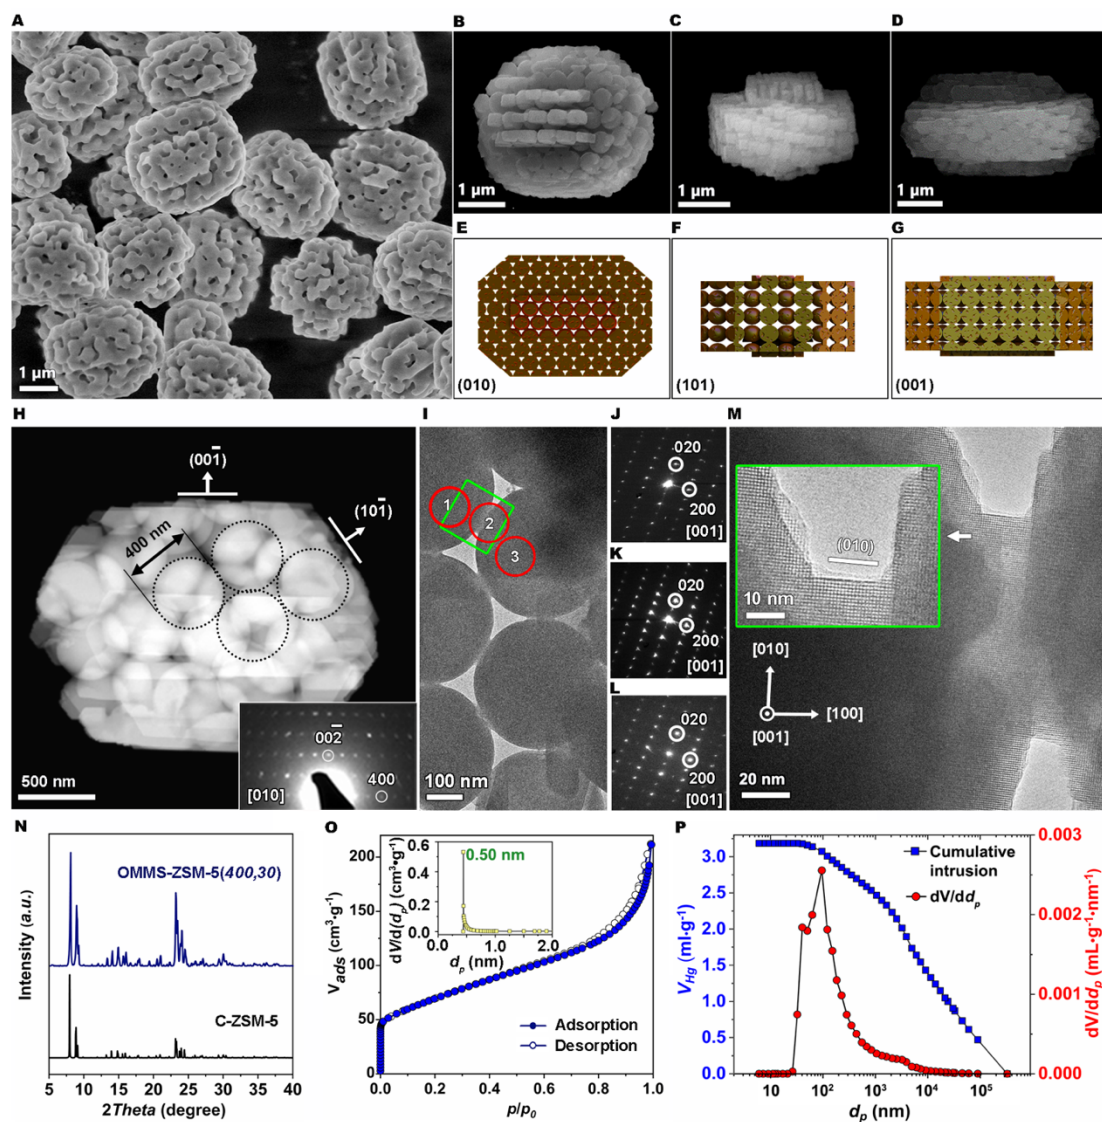 A
1 μm
B
1 μm
C
1 μm
D
1 μm
E
(010)
F
(101)
G
(001)
H
(001̄)
(101̄)
400 nm
500 nm
002̄
400
[010]
I
1
2
3
100 nm
J
020
200
[001]
K
020
200
[001]
L
020
200
[001]
M
(010)
10 nm
[010]
[100]
[001]
20 nm
N
OMMS-ZSM-5(400,30)
C-ZSM-5
Intensity (a.u.)
5 10 15 20 25 30 35 40
2Theta (degree)
O
Vads (cm³·g⁻¹)
200
150
100
50
0
0.50 nm
dV/d(dp) (cm³·g⁻¹)
0.6
0.4
0.2
0.0
0.0 1.0 2.0
dp (nm)
Adsorption
Desorption
0.0 0.2 0.4 0.6 0.8 1.0
p/p0
P
VHg (ml·g⁻¹)
3.0
2.5
2.0
1.5
1.0
0.5
0.0
Cumulative
intrusion
dV/ddp
0.003
0.002
0.001
0.000
dV/ddp (mL·g⁻¹·nm⁻¹)
10¹ 10² 10³ 10⁴ 10⁵
dp (nm)